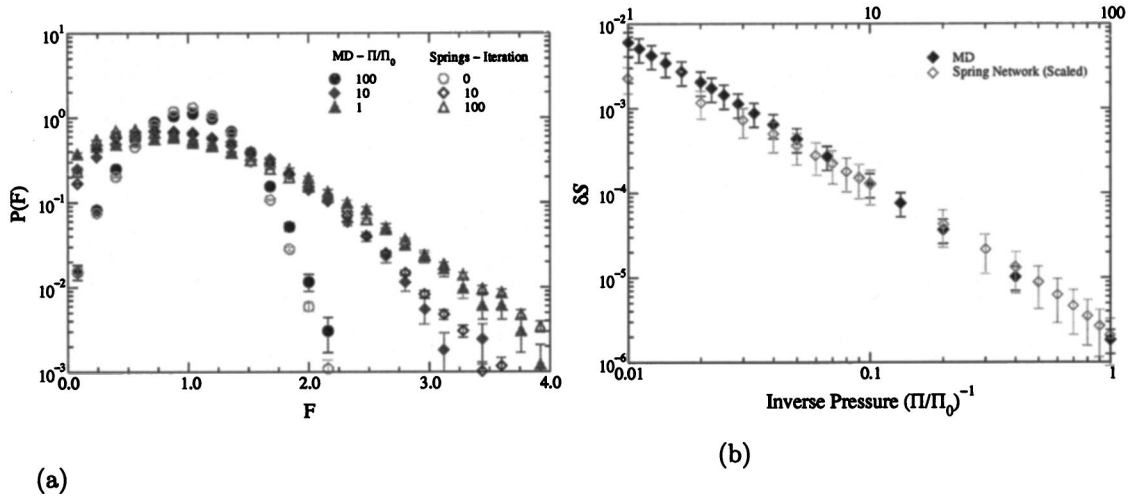 10^1
10^0
10^-1
10^-2
10^-3
P(F)
0.0 1.0 2.0 3.0 4.0
F
MD – Π/Π_0 Springs – Iteration
100 0
10 10
1 100
(a)
1 10 100
10^-2
10^-3
10^-4
10^-5
10^-6
δS
MD
Spring Network (Scaled)
0.01 0.1 1
Inverse Pressure (Π/Π_0)^-1
(b)